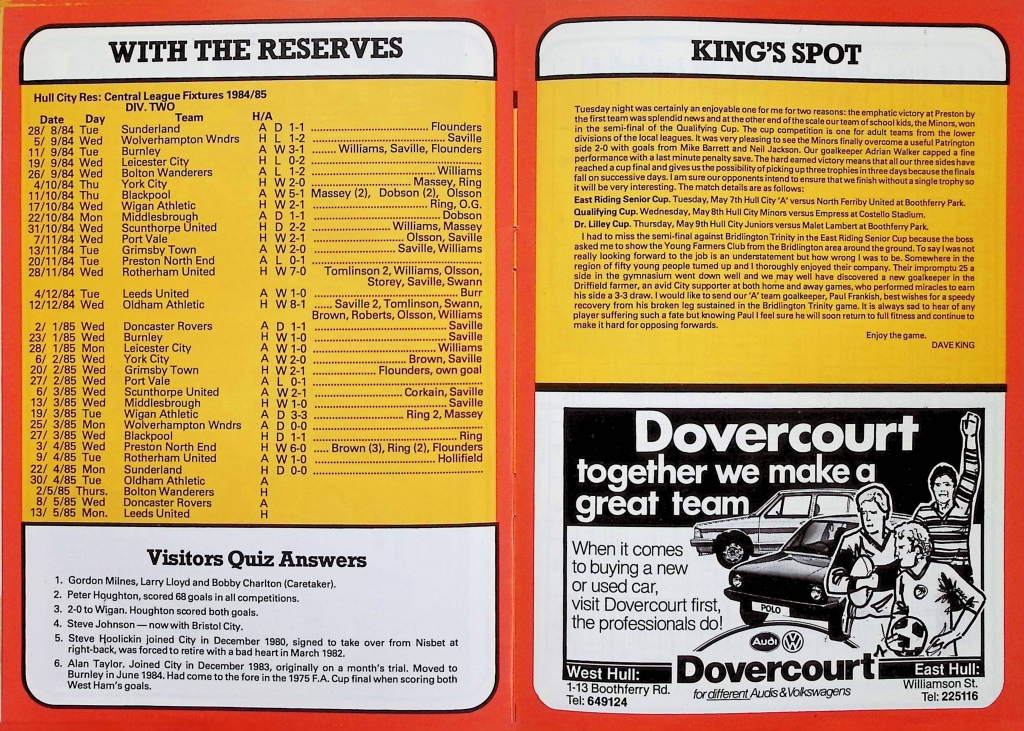 WITH THE RESERVES
Hull City Res: Central League Fixtures 1984/85
DIV. TWO
Date Day Team H/A
28/ 8/84 Tue Sunderland A D 1-1 Flounders
5/ 9/84 Wed Wolverhampton Wndrs H L 1-2 Saville
11/ 9/84 Tue Burnley A W 3-1 Williams, Saville, Flounders
19/ 9/84 Wed Leicester City H L 0-2
26/ 9/84 Wed Bolton Wanderers A L 1-2 Williams
4/10/84 Thu York City H W 2-0 Massey, Ring
11/10/84 Thu Blackpool A W 5-1 Massey (2), Dobson (2), Olsson
17/10/84 Wed Wigan Athletic H W 2-1 Ring, O.G.
22/10/84 Mon Middlesbrough A D 1-1 Dobson
31/10/84 Wed Scunthorpe United H D 2-2 Williams, Massey
7/11/84 Wed Port Vale H W 2-1 Olsson, Saville
13/11/84 Tue Grimsby Town A W 2-0 Saville, Williams
20/11/84 Tue Preston North End A L 0-1
28/11/84 Wed Rotherham United H W 7-0 Tomlinson 2, Williams, Olsson,
Storey, Saville, Swann
4/12/84 Tue Leeds United A W 1-0 Burr
12/12/84 Wed Oldham Athletic H W 8-1 Saville 2, Tomlinson, Swann,
Brown, Roberts, Olsson, Williams
2/ 1/85 Wed Doncaster Rovers A D 1-1 Saville
23/ 1/85 Wed Burnley H W 1-0 Saville
28/ 1/85 Mon Leicester City A W 1-0 Williams
6/ 2/85 Wed York City A W 2-0 Brown, Saville
20/ 2/85 Wed Grimsby Town H W 2-1 Flounders, own goal
27/ 2/85 Wed Port Vale A L 0-1
6/ 3/85 Wed Scunthorpe United A W 2-1 Corkain, Saville
13/ 3/85 Wed Middlesbrough H W 1-0 Saville
19/ 3/85 Tue Wigan Athletic A D 3-3 Ring 2, Massey
25/ 3/85 Mon Wolverhampton Wndrs A D 0-0
27/ 3/85 Wed Blackpool H D 1-1 Ring
3/ 4/85 Wed Preston North End H W 6-0 Brown (3), Ring (2), Flounders
9/ 4/85 Tue Rotherham United A W 1-0 Hollifield
22/ 4/85 Mon Sunderland H D 0-0
30/ 4/85 Tue Oldham Athletic A
2/5/85 Thurs. Bolton Wanderers H
8/ 5/85 Wed Doncaster Rovers A
13/ 5/85 Mon. Leeds United H
Visitors Quiz Answers
1. Gordon Milnes, Larry Lloyd and Bobby Charlton (Caretaker).
2. Peter Houghton, scored 68 goals in all competitions.
3. 2-0 to Wigan. Houghton scored both goals.
4. Steve Johnson — now with Bristol City.
5. Steve Hoolickin joined City in December 1980, signed to take over from Nisbet at
right-back, was forced to retire with a bad heart in March 1982.
6. Alan Taylor. Joined City in December 1983, originally on a month's trial. Moved to
Burnley in June 1984. Had come to the fore in the 1975 F.A. Cup final when scoring both
West Ham's goals.
KING'S SPOT
Tuesday night was certainly an enjoyable one for me for two reasons: the emphatic victory at Preston by
the first team was splendid news and at the other end of the scale our team of school kids, the Minors, won
in the semi-final of the Qualifying Cup. The cup competition is one for adult teams from the lower
divisions of the local leagues. It was very pleasing to see the Minors finally overcome a useful Patrington
side 2-0 with goals from Mike Barrett and Neil Jackson. Our goalkeeper Adrian Walker capped a fine
performance with a last minute penalty save. The hard earned victory means that all our three sides have
reached a cup final and gives us the possibility of picking up three trophies in three days because the finals
fall on successive days. I am sure our opponents intend to ensure that we finish without a single trophy so
it will be very interesting. The match details are as follows:
East Riding Senior Cup. Tuesday, May 7th Hull City 'A' versus North Ferriby United at Boothferry Park.
Qualifying Cup. Wednesday, May 8th Hull City Minors versus Empress at Costello Stadium.
Dr. Lilley Cup. Thursday, May 9th Hull City Juniors versus Malet Lambert at Boothferry Park.
I had to miss the semi-final against Bridlington Trinity in the East Riding Senior Cup because the boss
asked me to show the Young Farmers Club from the Bridlington area around the ground. To say I was not
really looking forward to the job is an understatement but how wrong I was to be. Somewhere in the
region of fifty young people turned up and I thoroughly enjoyed their company. Their impromptu 25 a
side in the gymnasium went down well and we may well have discovered a new goalkeeper in the
Driffield farmer, an avid City supporter at both home and away games, who performed miracles to earn
his side a 3-3 draw. I would like to send our 'A' team goalkeeper, Paul Frankish, best wishes for a speedy
recovery from his broken leg sustained in the Bridlington Trinity game. It is always sad to hear of any
player suffering such a fate but knowing Paul I feel sure he will soon return to full fitness and continue to
make it hard for opposing forwards.
Enjoy the game.
DAVE KING
Dovercourt
together we make a
great team
When it comes
to buying a new
or used car,
visit Dovercourt first,
the professionals do!
POLO
Audi
Dovercourt
for different Audis & Volkswagens
West Hull:
1-13 Boothferry Rd.
Tel: 649124
East Hull:
Williamson St.
Tel: 225116